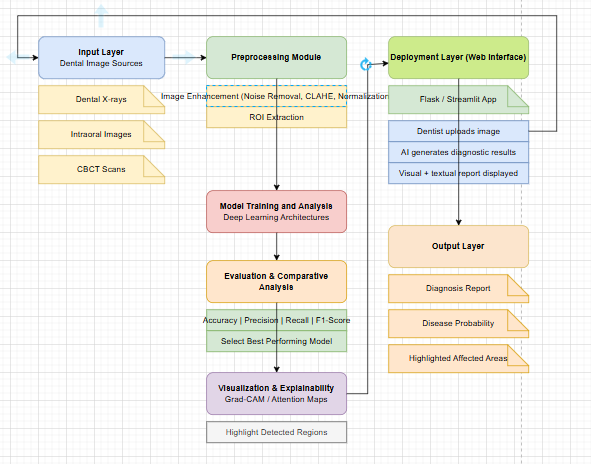 Input Layer
Dental Image Sources
Dental X-rays
Intraoral Images
CBCT Scans
Preprocessing Module
Image Enhancement (Noise Removal, CLAHE, Normalization
ROI Extraction
Model Training and Analysis
Deep Learning Architectures
Evaluation & Comparative
Analysis
Accuracy | Precision | Recall | F1-Score
Select Best Performing Model
Visualization & Explainability
Grad-CAM / Attention Maps
Highlight Detected Regions
Deployment Layer (Web Interface)
Flask / Streamlit App
Dentist uploads image
AI generates diagnostic results
Visual + textual report displayed
Output Layer
Diagnosis Report
Disease Probability
Highlighted Affected Areas